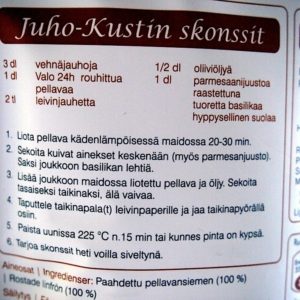 Juho-Kustin skonssit
3 dl vehnäjauhoja
1 dl Valo 24h rouhittua
pellavaa
2 tl leivinjauhetta
1/2 dl oliiviöljyä
1 dl parmesaanijuustoa
raastettuna
tuoretta basilikaa
hyppysellinen suolaa
1. Liota pellava kädenlämpöisessä maidossa 20-30 min.
2. Sekoita kuivat ainekset keskenään (myös parmesanjuusto).
Saksi joukkoon basilikan lehtiä.
3. Lisää joukkoon maidossa liotettu pellava ja öljy. Sekoita
tasaiseksi taikinaksi, älä vaivaa.
4. Taputtele taikinapala(t) leivinpaperille ja jaa taikinapyörällä
osiin.
5. Paista uunissa 225 °C n.15 min tai kunnes pinta on kypsä.
6. Tarjoa skonssit heti voilla siveltynä.
Ainesosat | Ingredienser: Paahdettu pellavansiemen (100 %)
| Rostade linfrön (100 %)
Säilytys |